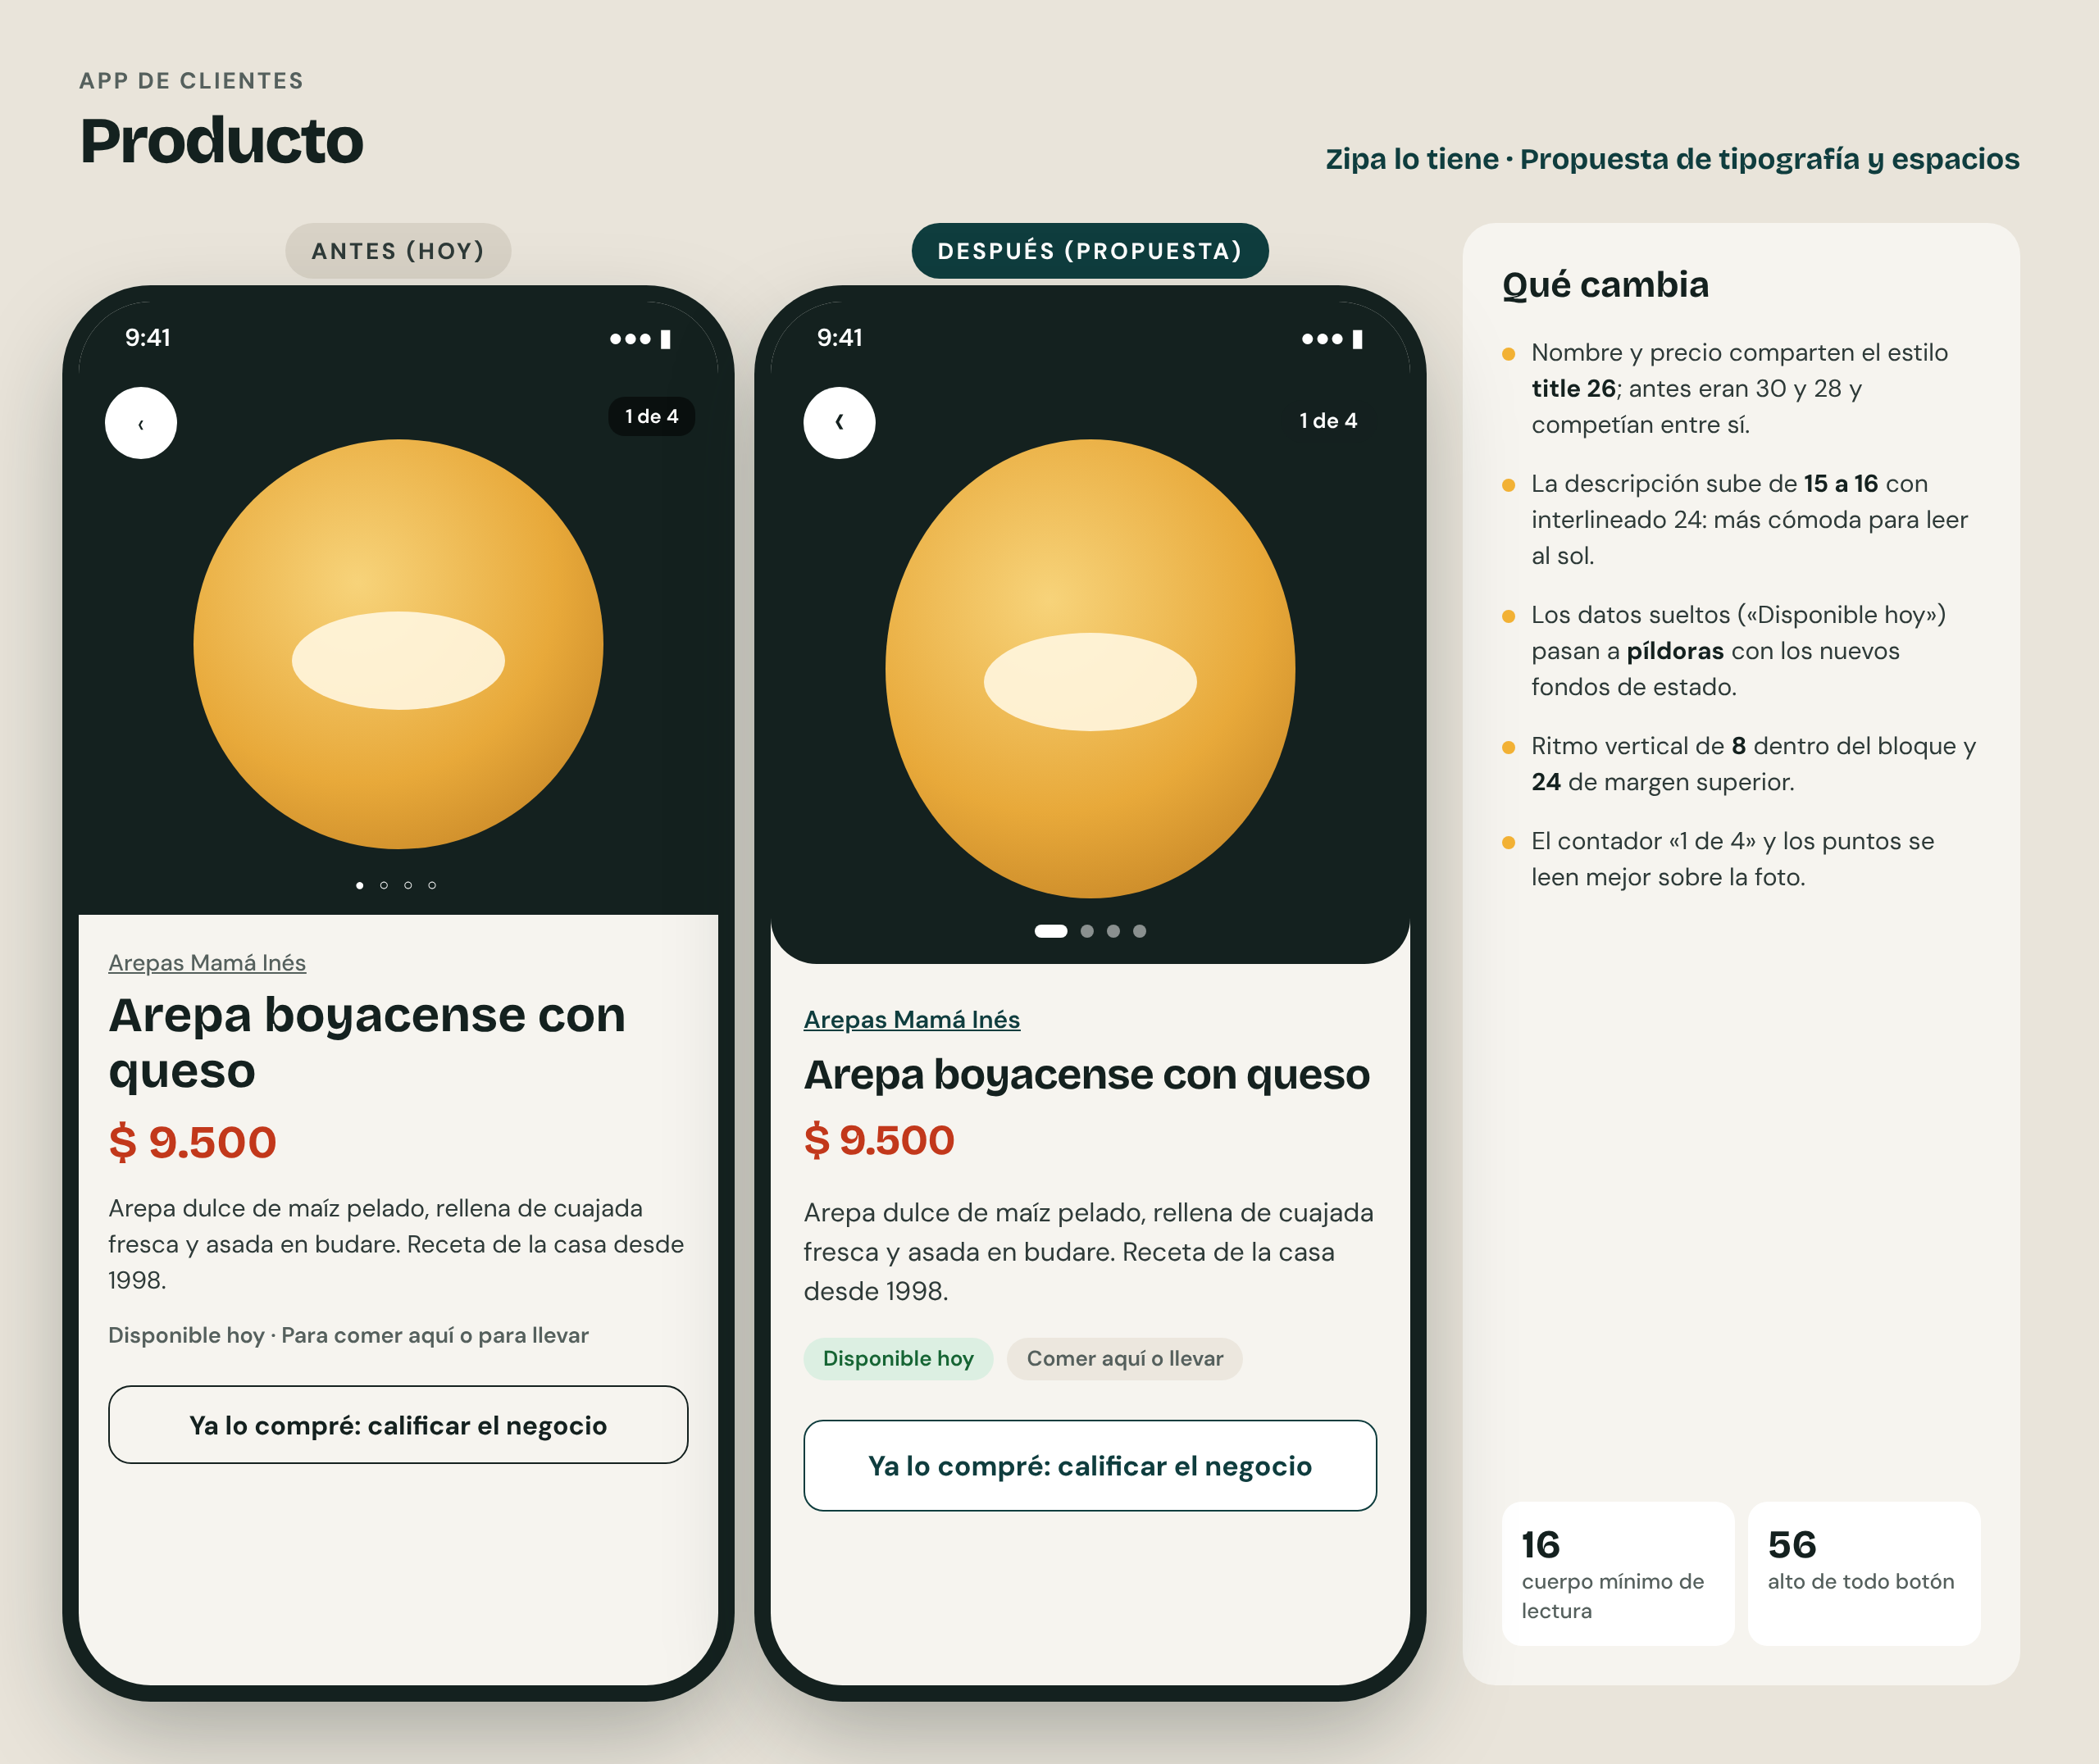 APP DE CLIENTES
Producto
Zipa lo tiene · Propuesta de tipografía y espacios
ANTES (HOY)
9:41
‹
1 de 4
Arepas Mamá Inés
Arepa boyacense con
queso
$ 9.500
Arepa dulce de maíz pelado, rellena de cuajada
fresca y asada en budare. Receta de la casa desde
1998.
Disponible hoy · Para comer aquí o para llevar
Ya lo compré: calificar el negocio
DESPUÉS (PROPUESTA)
9:41
‹
1 de 4
Arepas Mamá Inés
Arepa boyacense con queso
$ 9.500
Arepa dulce de maíz pelado, rellena de cuajada
fresca y asada en budare. Receta de la casa
desde 1998.
Disponible hoy
Comer aquí o llevar
Ya lo compré: calificar el negocio
Qué cambia
Nombre y precio comparten el estilo
title 26; antes eran 30 y 28 y
competían entre sí.
La descripción sube de 15 a 16 con
interlineado 24: más cómoda para leer
al sol.
Los datos sueltos («Disponible hoy»)
pasan a píldoras con los nuevos
fondos de estado.
Ritmo vertical de 8 dentro del bloque y
24 de margen superior.
El contador «1 de 4» y los puntos se
leen mejor sobre la foto.
16
cuerpo mínimo de
lectura
56
alto de todo botón